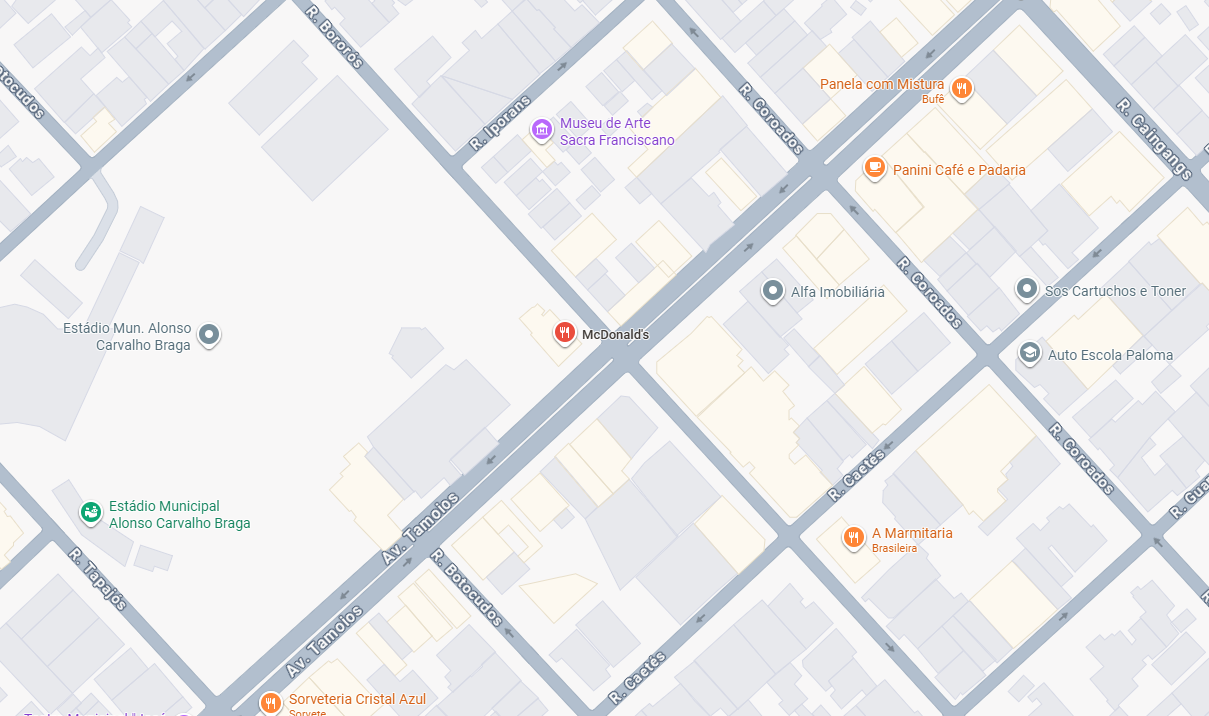 R. Bororós
otocudos
R. Iporans
Museu de Arte
Sacra Franciscano
R. Coroados
Panela com Mistura
Bufê
R. Caingangs
Panini Café e Padaria
R. Coroados
Alfa Imobiliária
Sos Cartuchos e Toner
Estádio Mun. Alonso
Carvalho Braga
McDonald's
Auto Escola Paloma
R. Coroados
R. Caetés
R. Gua
Estádio Municipal
Alonso Carvalho Braga
Av. Tamoios
A Marmitaria
Brasileira
R. Tapajós
R. Botocudos
Av. Tamoios
R. Caetés
Sorveteria Cristal Azul
Sorvete